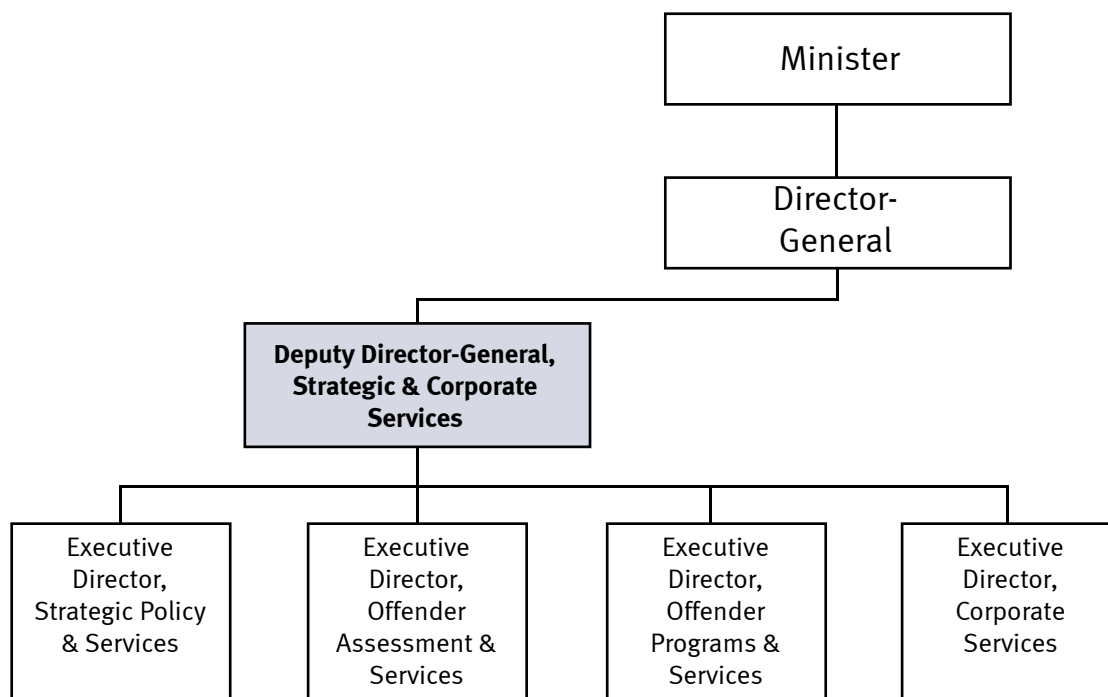 Minister
Director-
General
Deputy Director-General,
Strategic & Corporate
Services
Executive
Director,
Strategic Policy
& Services
Executive
Director,
Offender
Assessment &
Services
Executive
Director,
Offender
Programs &
Services
Executive
Director,
Corporate
Services